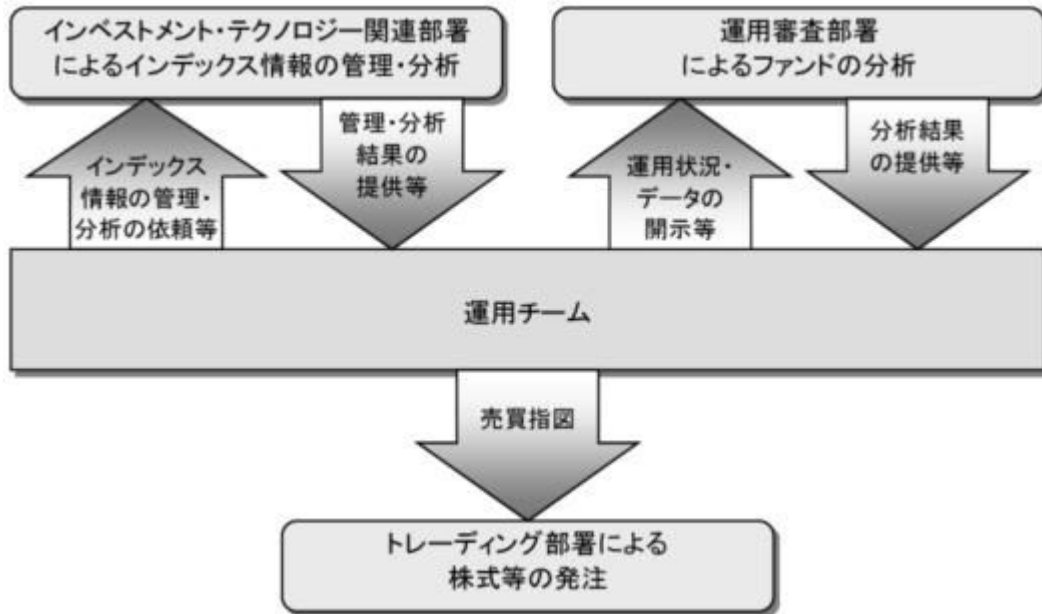 インベストメント・テクノロジー関連部署
によるインデックス情報の管理・分析
運用審査部署
によるファンドの分析
インデックス
情報の管理・
分析の依頼等
管理・分析
結果の
提供等
運用状況・
データの
開示等
分析結果
の提供等
運用チーム
売買指図
トレーディング部署による
株式等の発注